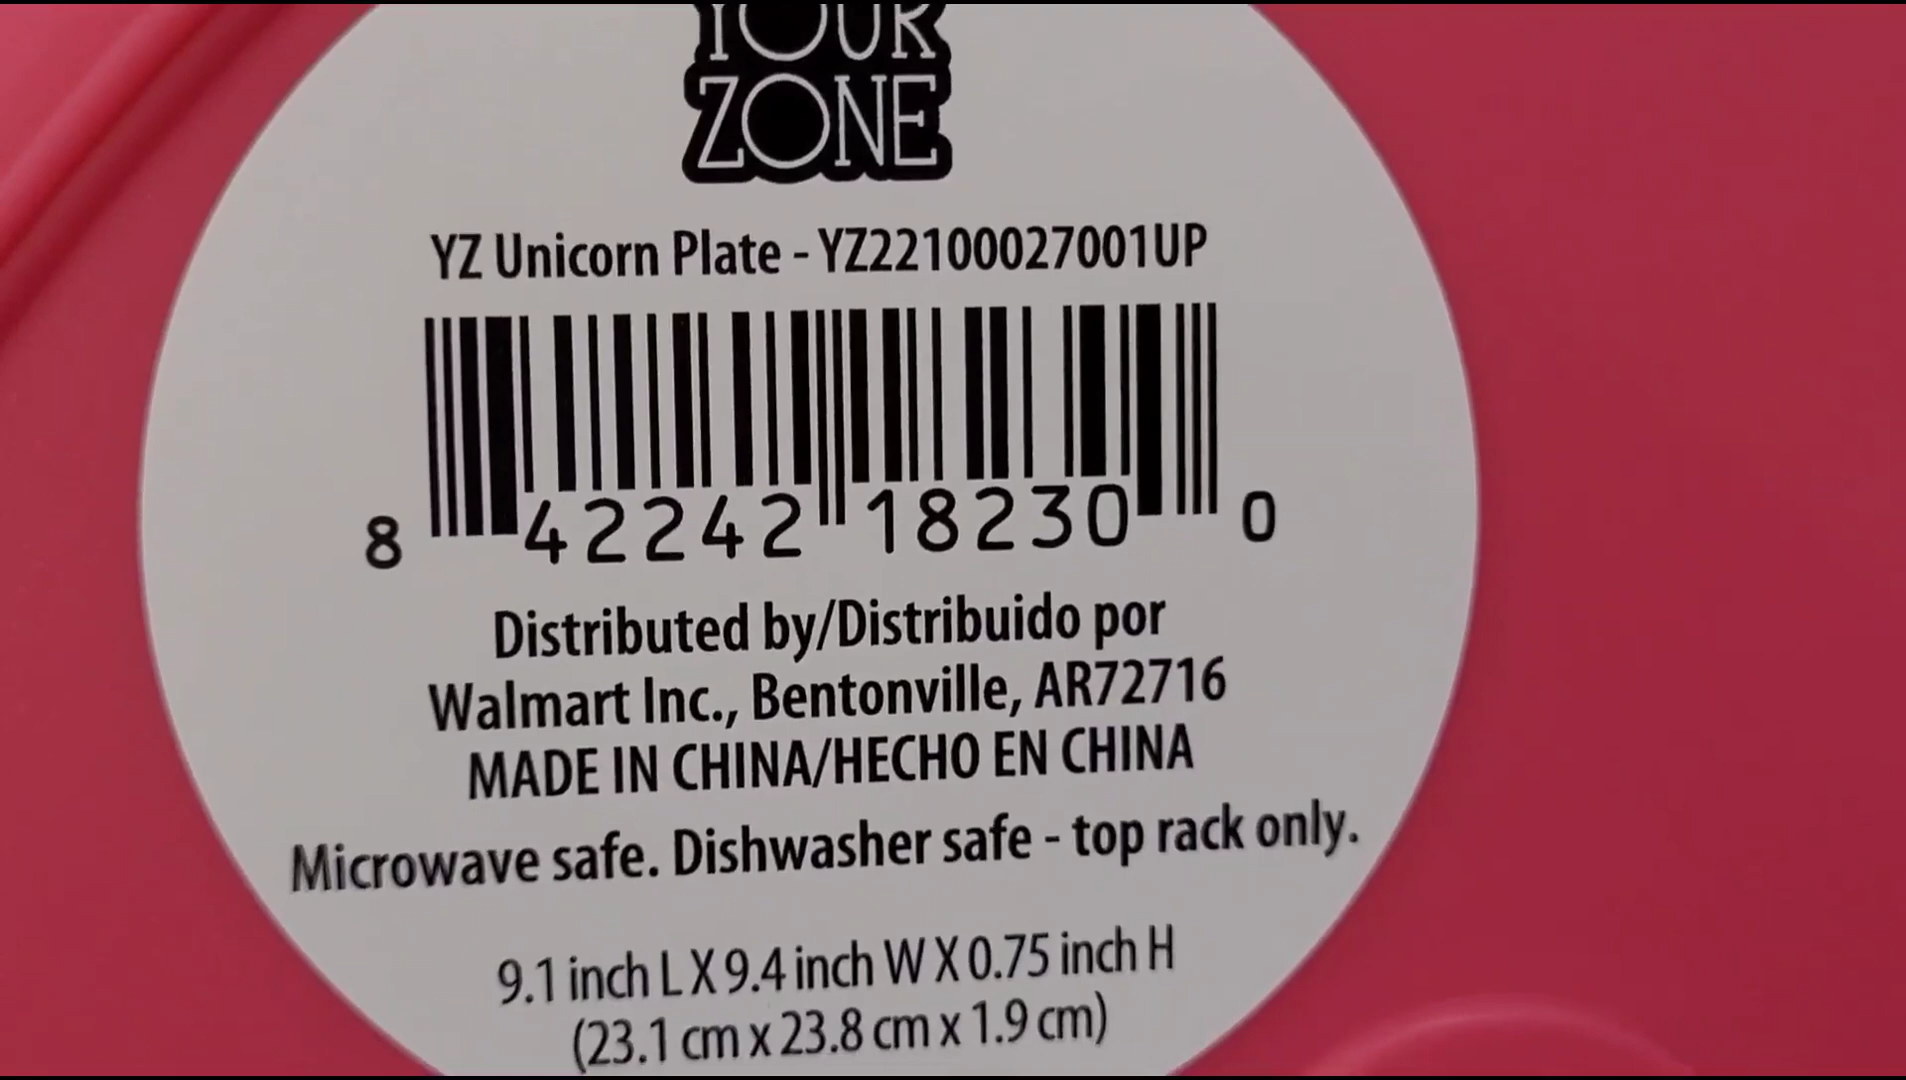 YOUR
ZONE
YZ Unicorn Plate - YZ22100027001UP
8 42242 18230 0
Distributed by/Distribuido por
Walmart Inc., Bentonville, AR72716
MADE IN CHINA/HECHO EN CHINA
Microwave safe. Dishwasher safe - top rack only.
9.1 inch L X 9.4 inch W X 0.75 inch H
(23.1 cm x 23.8 cm x 1.9 cm)